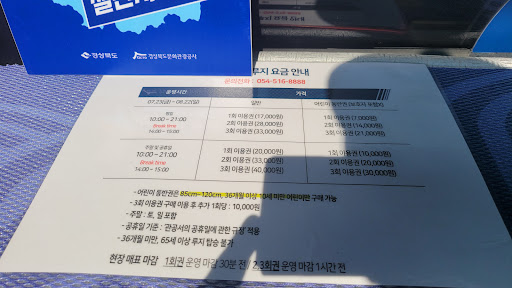 경상북도 경상북도문화관광공사
루지 요금 안내
문의전화 : 054-516-8888
운영시간 가격
07.23(금)~08.22(일) 일반 어린이 동반권
평일
10:00 ~ 21:00
Break time
14:00 ~ 15:00
1회 이용권 (17,000원)
2회 이용권 (28,000원)
3회 이용권 (33,000원)
1회 이용권 (7,000원)
2회 이용권 (14,000원)
3회 이용권 (21,000원)
주말 및 공휴일
10:00 ~ 21:00
Break time
14:00 ~ 15:00
1회 이용권 (20,000원)
2회 이용권 (33,000원)
3회 이용권 (40,000원)
1회 이용권 (10,000원)
2회 이용권 (20,000원)
3회 이용권 (30,000원)
- 어린이 동반권은 85cm~120cm, 36개월 이상 10세 미만 어린이만 구매 가능
- 3회 이용권 구매 이용 후 추가 1회당 : 10,000원
- 주말 : 토, 일 포함
- 공휴일 기준 : '관공서의 공휴일에 관한 규정' 적용
- 36개월 미만, 65세 이상 루지 탑승 불가
현장 매표 마감 1회권 운영 마감 30분 전 / 2,3회권 운영 마감 1시간 전